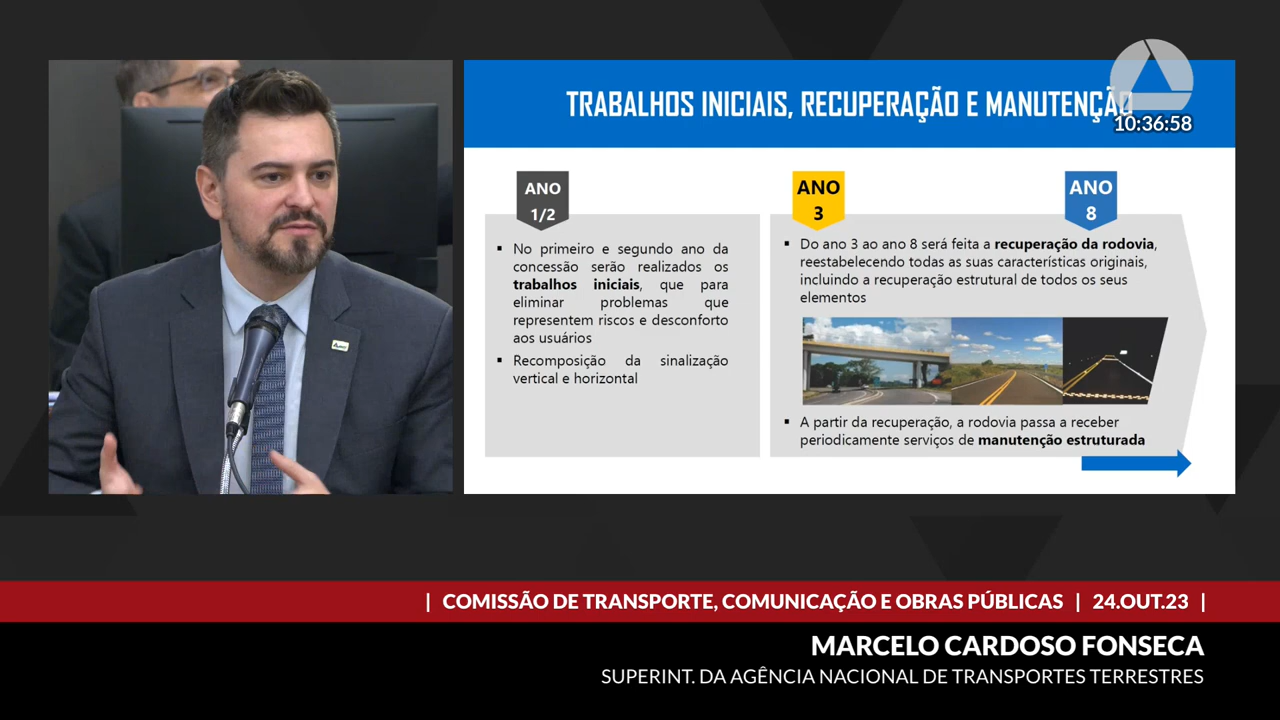 TRABALHOS INICIAIS, RECUPERAÇÃO E MANUTENÇÃO
10:36:58
ANO
1/2
▪ No primeiro e segundo ano da
concessão serão realizados os
trabalhos iniciais, que para
eliminar problemas que
representem riscos e desconforto
aos usuários
▪ Recomposição da sinalização
vertical e horizontal
ANO
3
ANO
8
▪ Do ano 3 ao ano 8 será feita a recuperação da rodovia,
reestabelecendo todas as suas características originais,
incluindo a recuperação estrutural de todos os seus
elementos
▪ A partir da recuperação, a rodovia passa a receber
periodicamente serviços de manutenção estruturada
| COMISSÃO DE TRANSPORTE, COMUNICAÇÃO E OBRAS PÚBLICAS | 24.OUT.23 |
MARCELO CARDOSO FONSECA
SUPERINT. DA AGÊNCIA NACIONAL DE TRANSPORTES TERRESTRES